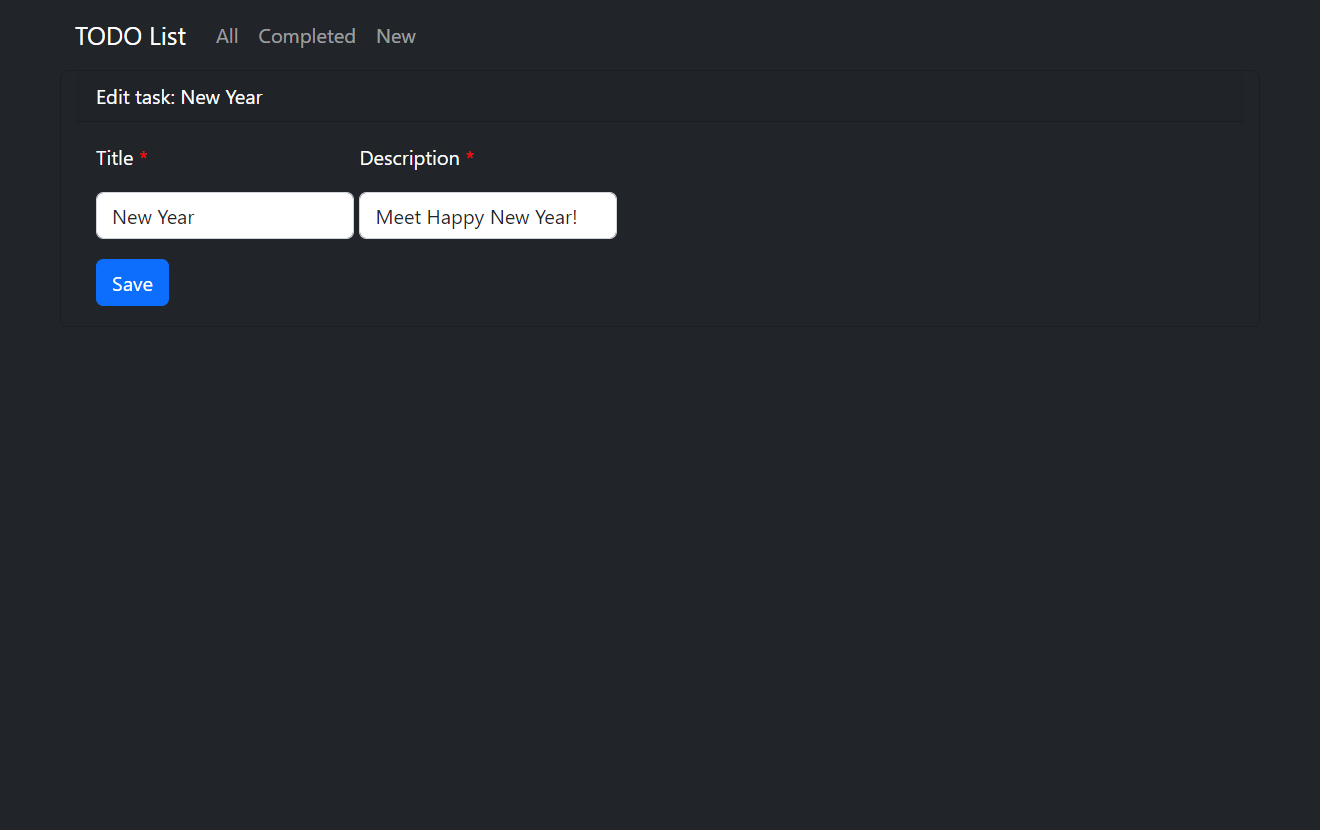 TODO List All Completed New
Edit task: New Year
Title * Description *
New Year Meet Happy New Year!
Save